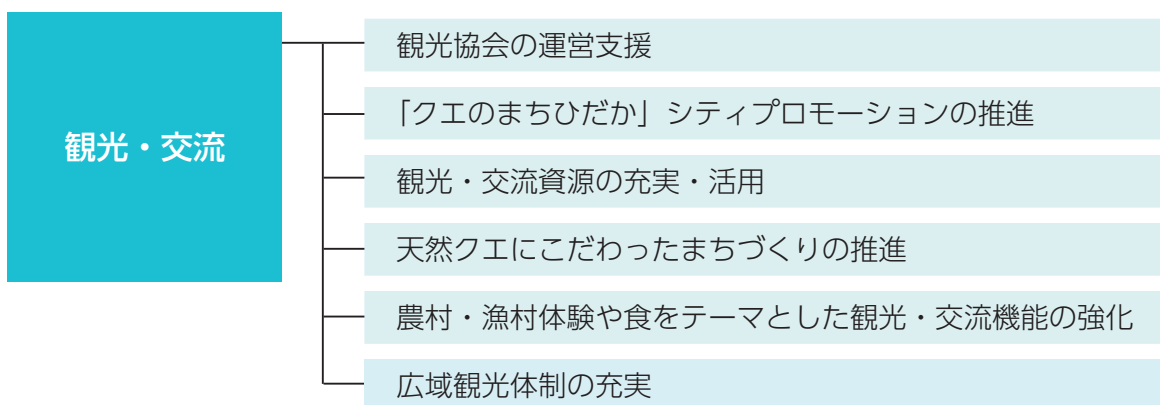 観光・交流
観光協会の運営支援
「クエのまちひだか」シティプロモーションの推進
観光・交流資源の充実・活用
天然クエにこだわったまちづくりの推進
農村・漁村体験や食をテーマとした観光・交流機能の強化
広域観光体制の充実